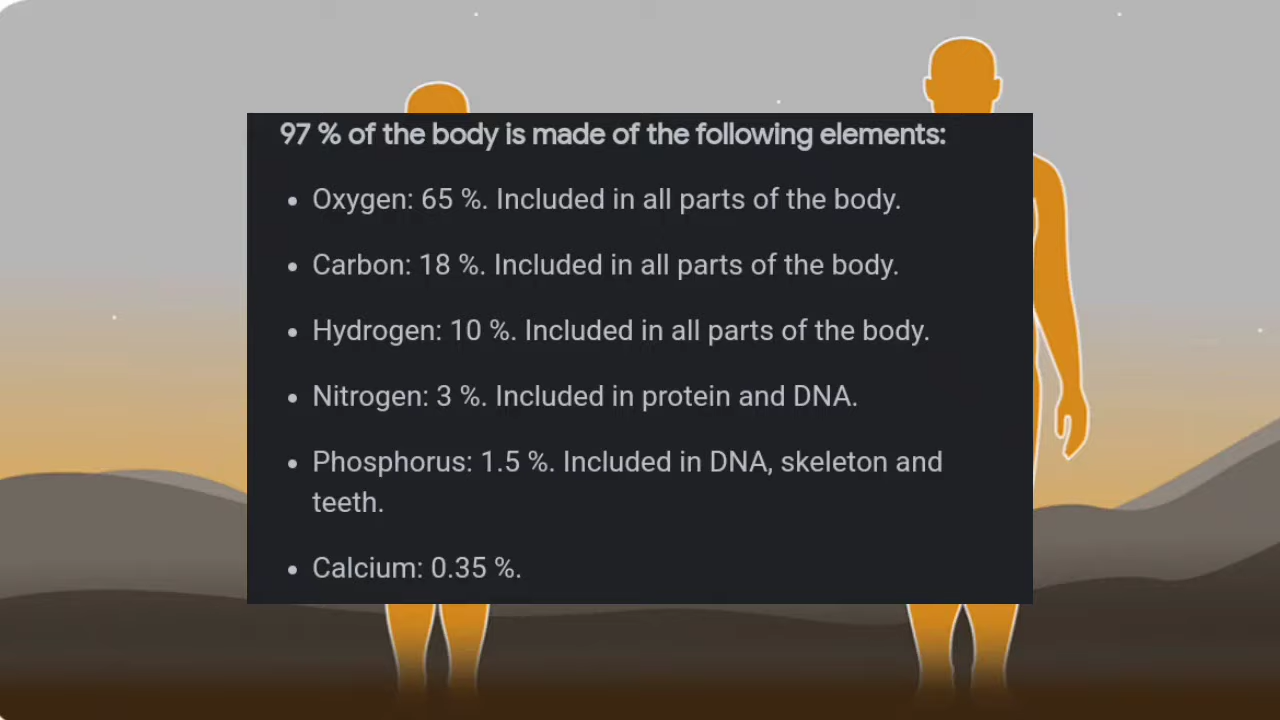 97 % of the body is made of the following elements:
• Oxygen: 65 %. Included in all parts of the body.
• Carbon: 18 %. Included in all parts of the body.
• Hydrogen: 10 %. Included in all parts of the body.
• Nitrogen: 3 %. Included in protein and DNA.
• Phosphorus: 1.5 %. Included in DNA, skeleton and
teeth.
• Calcium: 0.35 %.